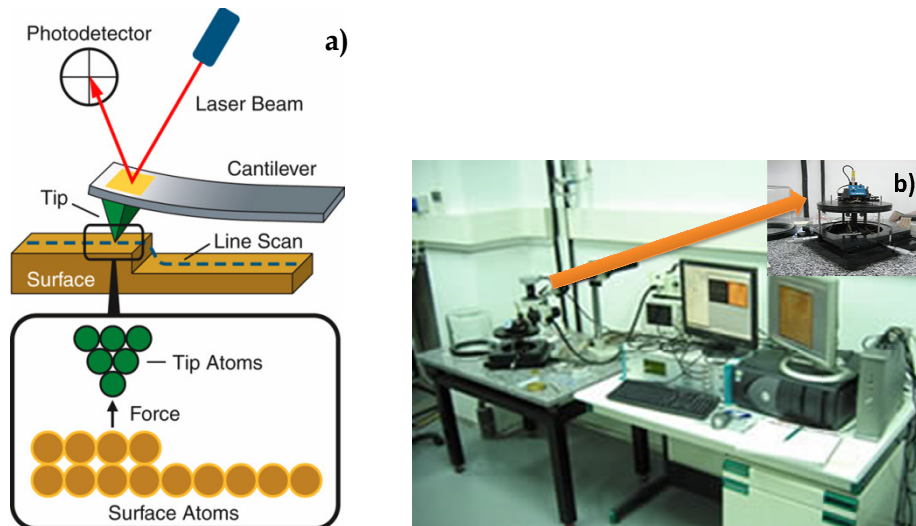 a)
Photodetector
Laser Beam
Cantilever
Tip
Line Scan
Surface
Tip Atoms
Force
Surface Atoms
b)